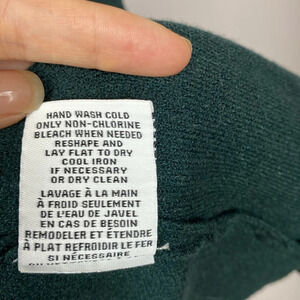 HAND WASH COLD
ONLY NON-CHLORINE
BLEACH WHEN NEEDED
RESHAPE AND
LAY FLAT TO DRY
COOL IRON
IF NECESSARY
OR DRY CLEAN
LAVAGE À LA MAIN
À FROID SEULEMENT
DE L'EAU DE JAVEL
EN CAS DE BESOIN
REMODELER ET ÉTENDRE
À PLAT REFROIDIR LE FER
SI NÉCESSAIRE